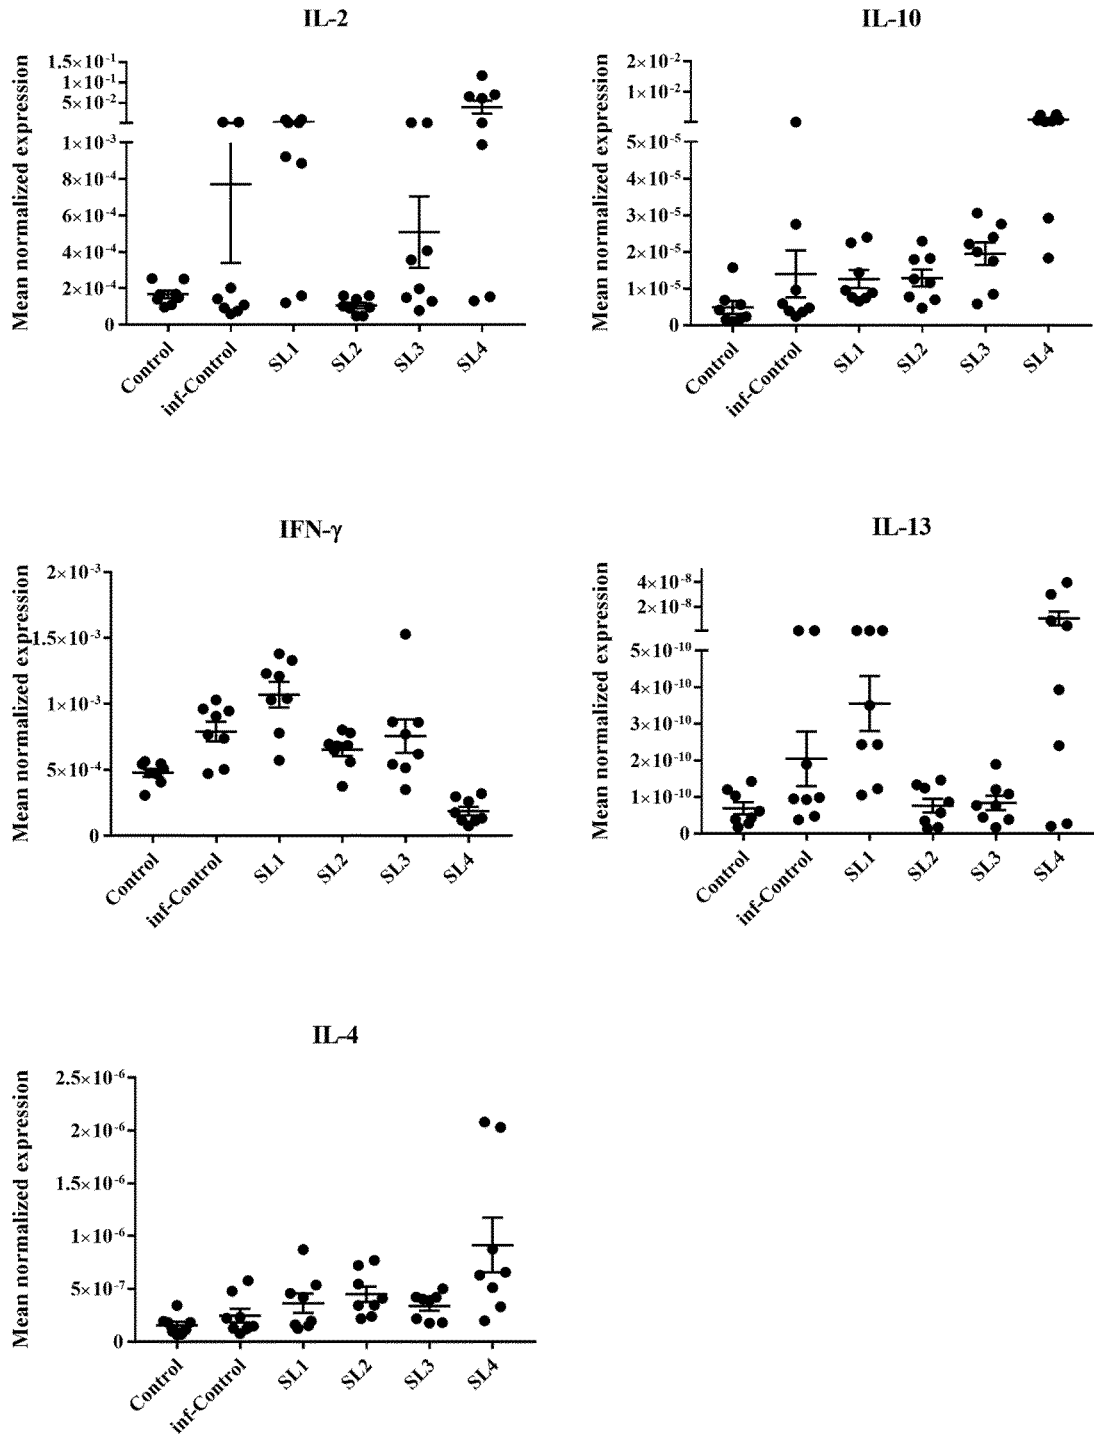 IL-2
Mean normalized expression
1.5×10⁻¹
1×10⁻¹
5×10⁻²
1×10⁻³
8×10⁻⁴
6×10⁻⁴
4×10⁻⁴
2×10⁻⁴
0
Control
inf-Control
SL1
SL2
SL3
SL4
IL-10
Mean normalized expression
2×10⁻²
1×10⁻²
5×10⁻⁵
4×10⁻⁵
3×10⁻⁵
2×10⁻⁵
1×10⁻⁵
0
Control
inf-Control
SL1
SL2
SL3
SL4
IFN-γ
Mean normalized expression
2×10⁻³
1.5×10⁻³
1×10⁻³
5×10⁻⁴
0
Control
inf-Control
SL1
SL2
SL3
SL4
IL-13
Mean normalized expression
4×10⁻⁸
2×10⁻⁸
5×10⁻¹⁰
4×10⁻¹⁰
3×10⁻¹⁰
2×10⁻¹⁰
1×10⁻¹⁰
0
Control
inf-Control
SL1
SL2
SL3
SL4
IL-4
Mean normalized expression
2.5×10⁻⁶
2×10⁻⁶
1.5×10⁻⁶
1×10⁻⁶
5×10⁻⁷
0
Control
inf-Control
SL1
SL2
SL3
SL4